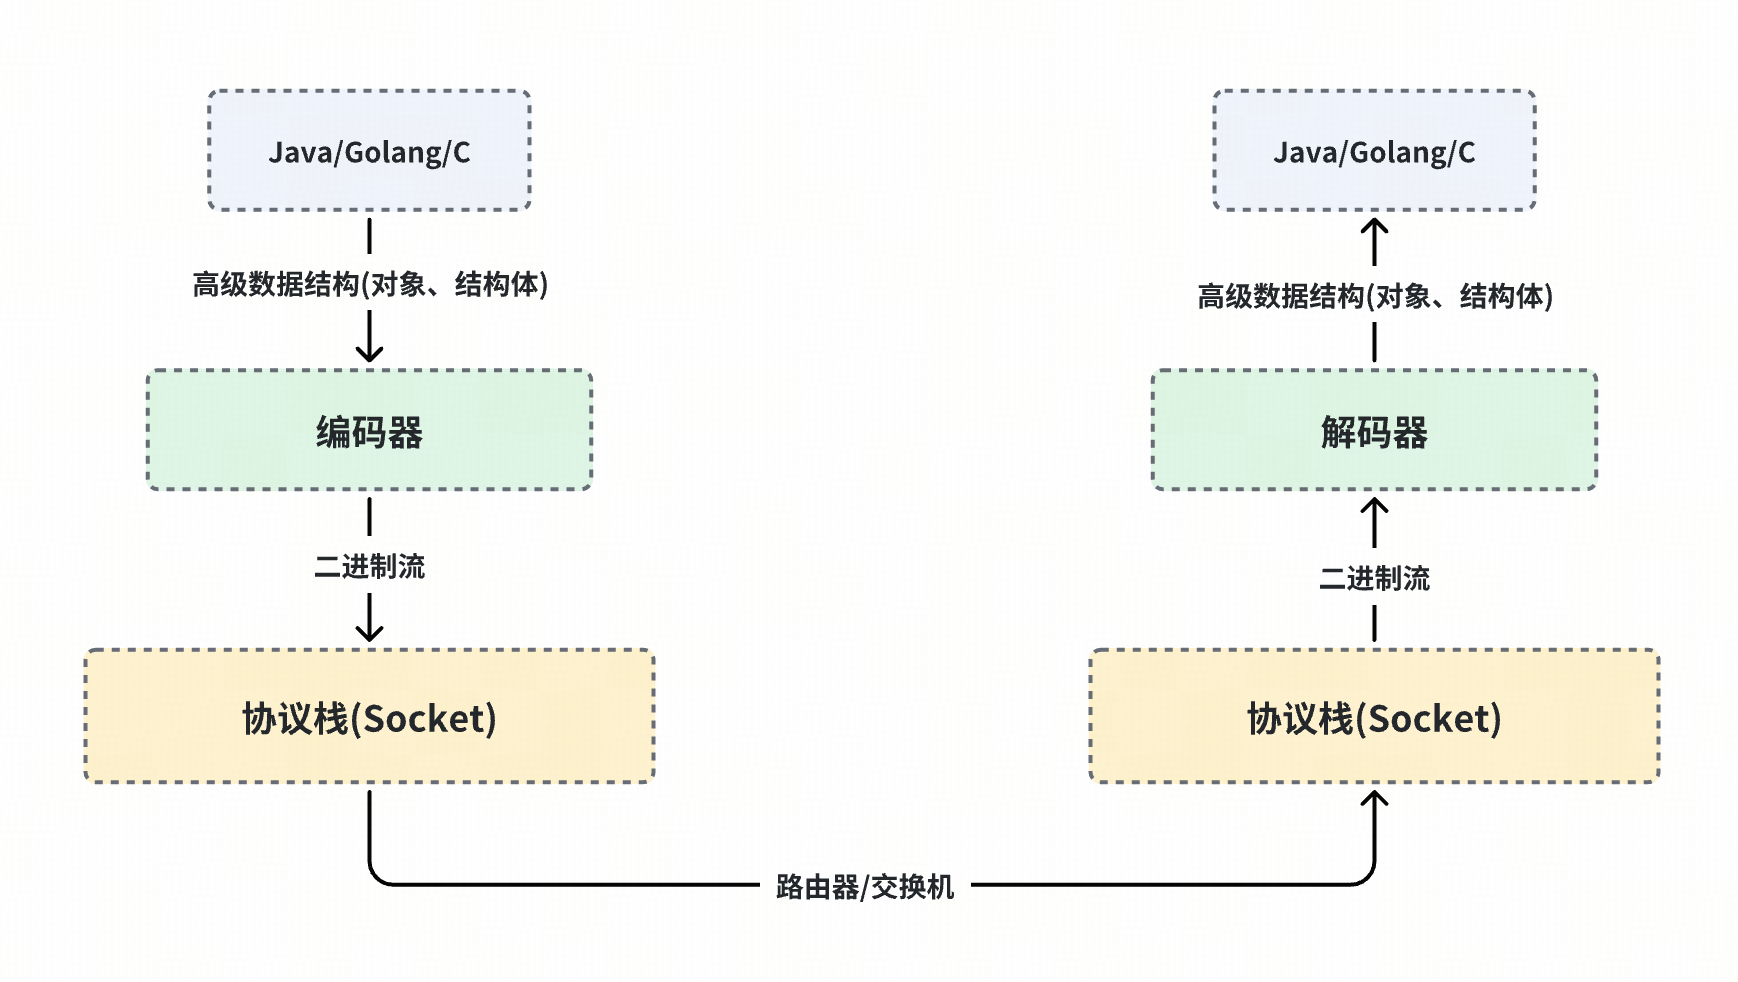 Java/Golang/C
高级数据结构(对象、结构体)
编码器
二进制流
协议栈(Socket)
路由器/交换机
Java/Golang/C
高级数据结构(对象、结构体)
解码器
二进制流
协议栈(Socket)